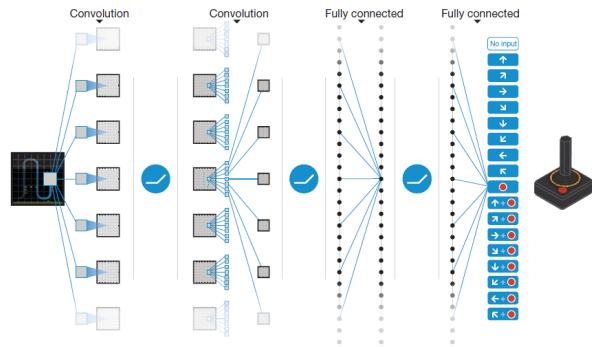 Convolution
Convolution
Fully connected
Fully connected
No input
+
+
+
+
+
+
+
+